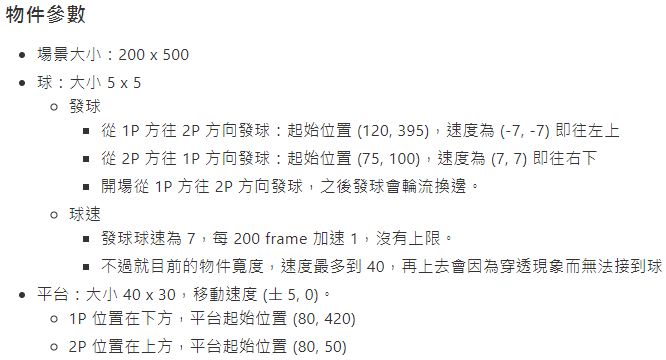 物件參數
場景大小：200 x 500
球：大小 5 x 5
發球
從 1P 方往 2P 方向發球：起始位置 (120, 395)，速度為 (-7, -7) 即往左上
從 2P 方往 1P 方向發球：起始位置 (75, 100)，速度為 (7, 7) 即往右下
開場從 1P 方往 2P 方向發球，之後發球會輪流換邊。
球速
發球球速為 7，每 200 frame 加速 1，沒有上限。
不過就目前的物件寬度，速度最多到 40，再上去會因為穿透現象而無法接到球
平台：大小 40 x 30，移動速度 (士 5, 0)。
1P 位置在下方，平台起始位置 (80, 420)
2P 位置在上方，平台起始位置 (80, 50)